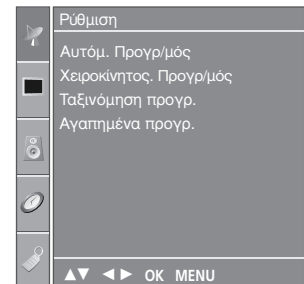 Ρύθμιση
Αυτόμ. Προγρ/μός
Χειροκίνητος. Προγρ/μός
Ταξινόμηση προγρ.
Αγαπημένα προγρ.
▲▼ ◄► OK MENU